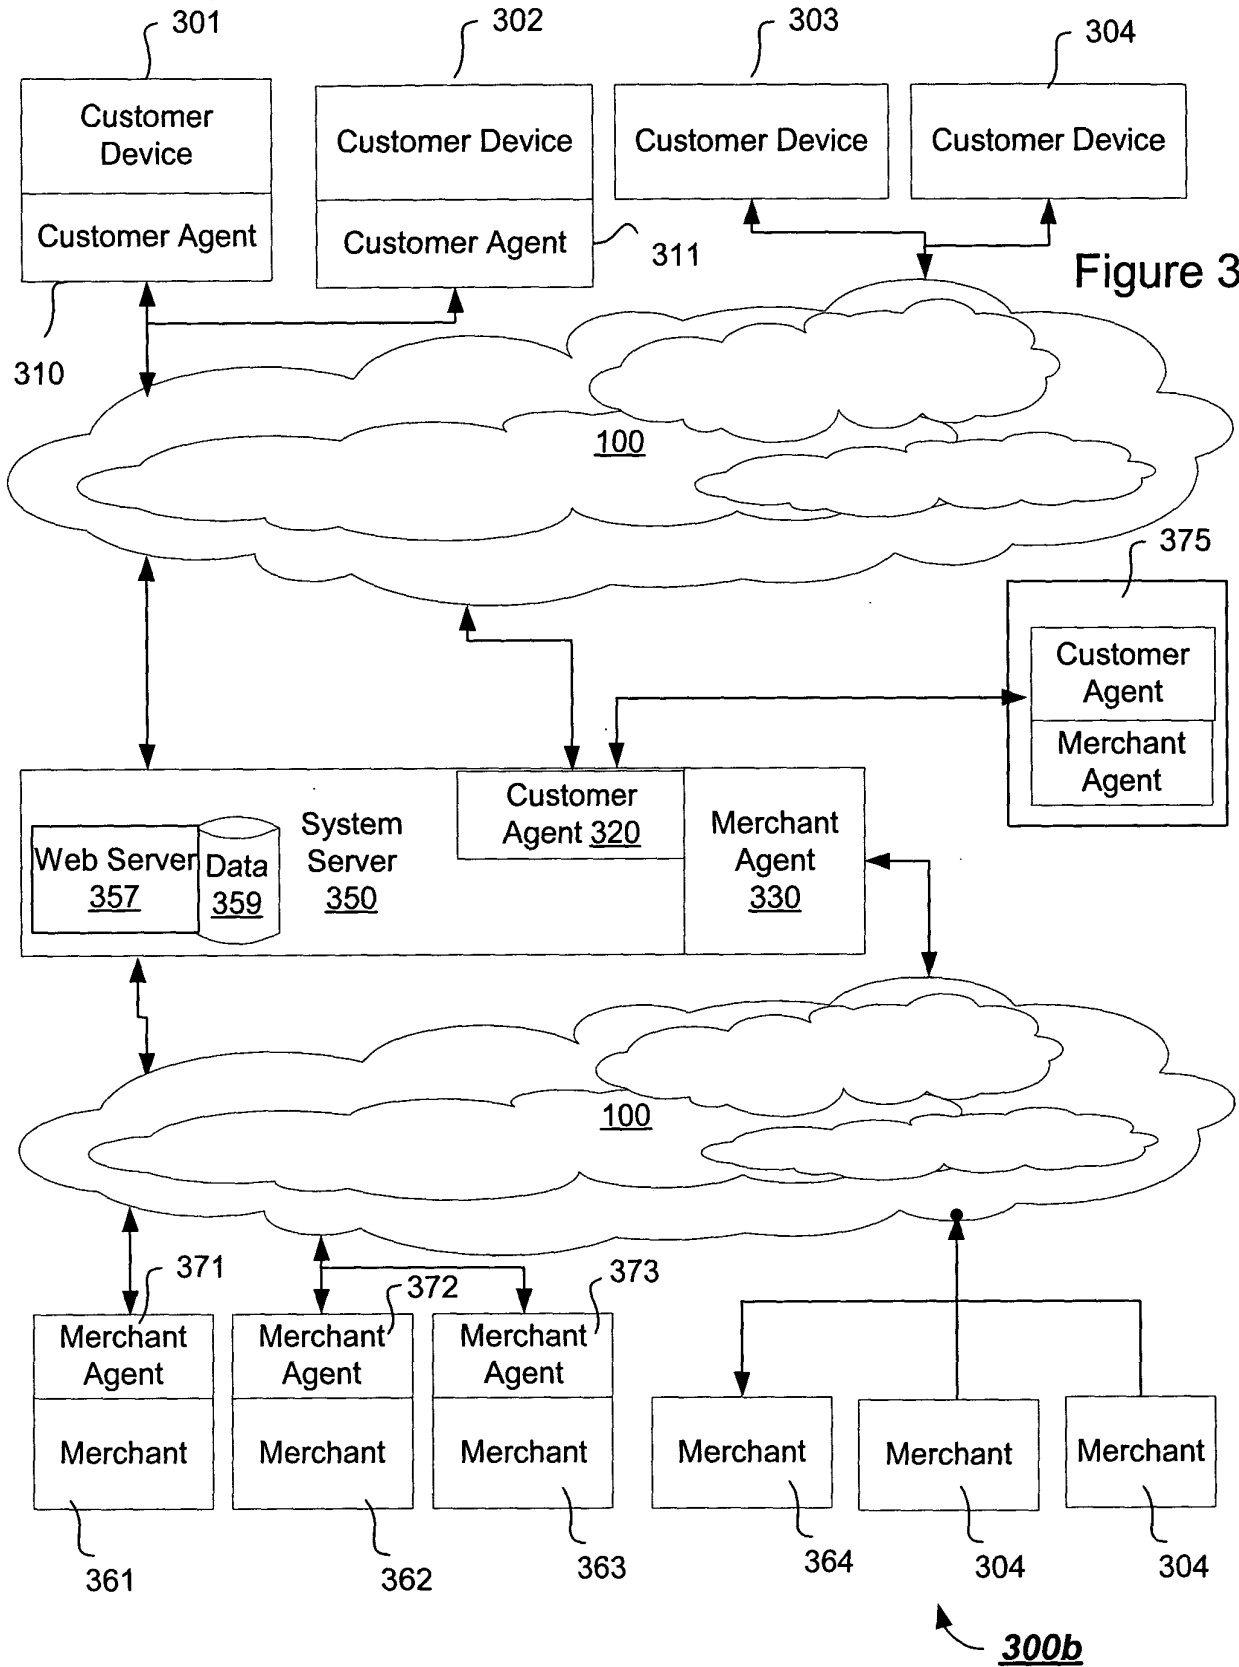 301
302
303
304
Customer
Device
Customer Agent
Customer Device
Customer Agent
Customer Device
Customer Device
310
311
Figure 3
100
375
Customer
Agent
Merchant
Agent
Web Server
357
Data
359
System
Server
350
Customer
Agent 320
Merchant
Agent
330
100
371
372
373
Merchant
Agent
Merchant
Merchant
Agent
Merchant
Merchant
Agent
Merchant
Merchant
Merchant
Merchant
361
362
363
364
304
304
300b